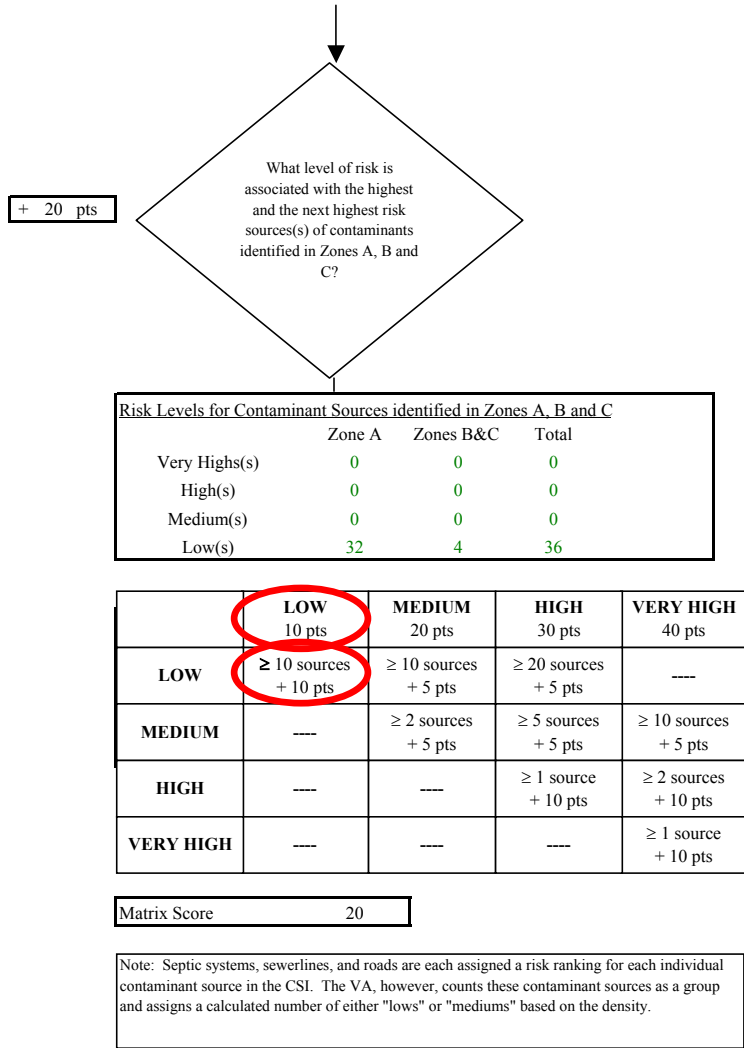 What level of risk is
associated with the highest
and the next highest risk
sources(s) of contaminants
identified in Zones A, B and
C?
+ 20 pts
Risk Levels for Contaminant Sources identified in Zones A, B and C
Zone A Zones B&C Total
Very Highs(s) 0 0 0
High(s) 0 0 0
Medium(s) 0 0 0
Low(s) 32 4 36
LOW MEDIUM HIGH VERY HIGH
10 pts 20 pts 30 pts 40 pts
LOW ≥ 10 sources ≥ 10 sources ≥ 20 sources ----
+ 10 pts + 5 pts + 5 pts
MEDIUM ---- ≥ 2 sources ≥ 5 sources ≥ 10 sources
+ 5 pts + 5 pts + 5 pts
HIGH ---- ---- ≥ 1 source ≥ 2 sources
+ 10 pts + 10 pts
VERY HIGH ---- ---- ---- ≥ 1 source
+ 10 pts
Matrix Score 20
Note: Septic systems, sewerlines, and roads are each assigned a risk ranking for each individual
contaminant source in the CSI. The VA, however, counts these contaminant sources as a group
and assigns a calculated number of either "lows" or "mediums" based on the density.